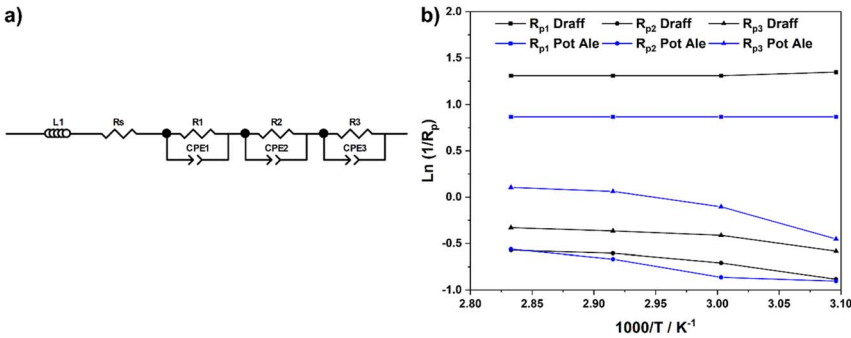 a)
L1
Rs
R1
R2
R3
CPE1
CPE2
CPE3
b)
2.0
1.5
1.0
0.5
0.0
-0.5
-1.0
Ln (1/Rp)
Rp1 Draff Rp2 Draff Rp3 Draff
Rp1 Pot Ale Rp2 Pot Ale Rp3 Pot Ale
2.80 2.85 2.90 2.95 3.00 3.05 3.10
1000/T / K-1